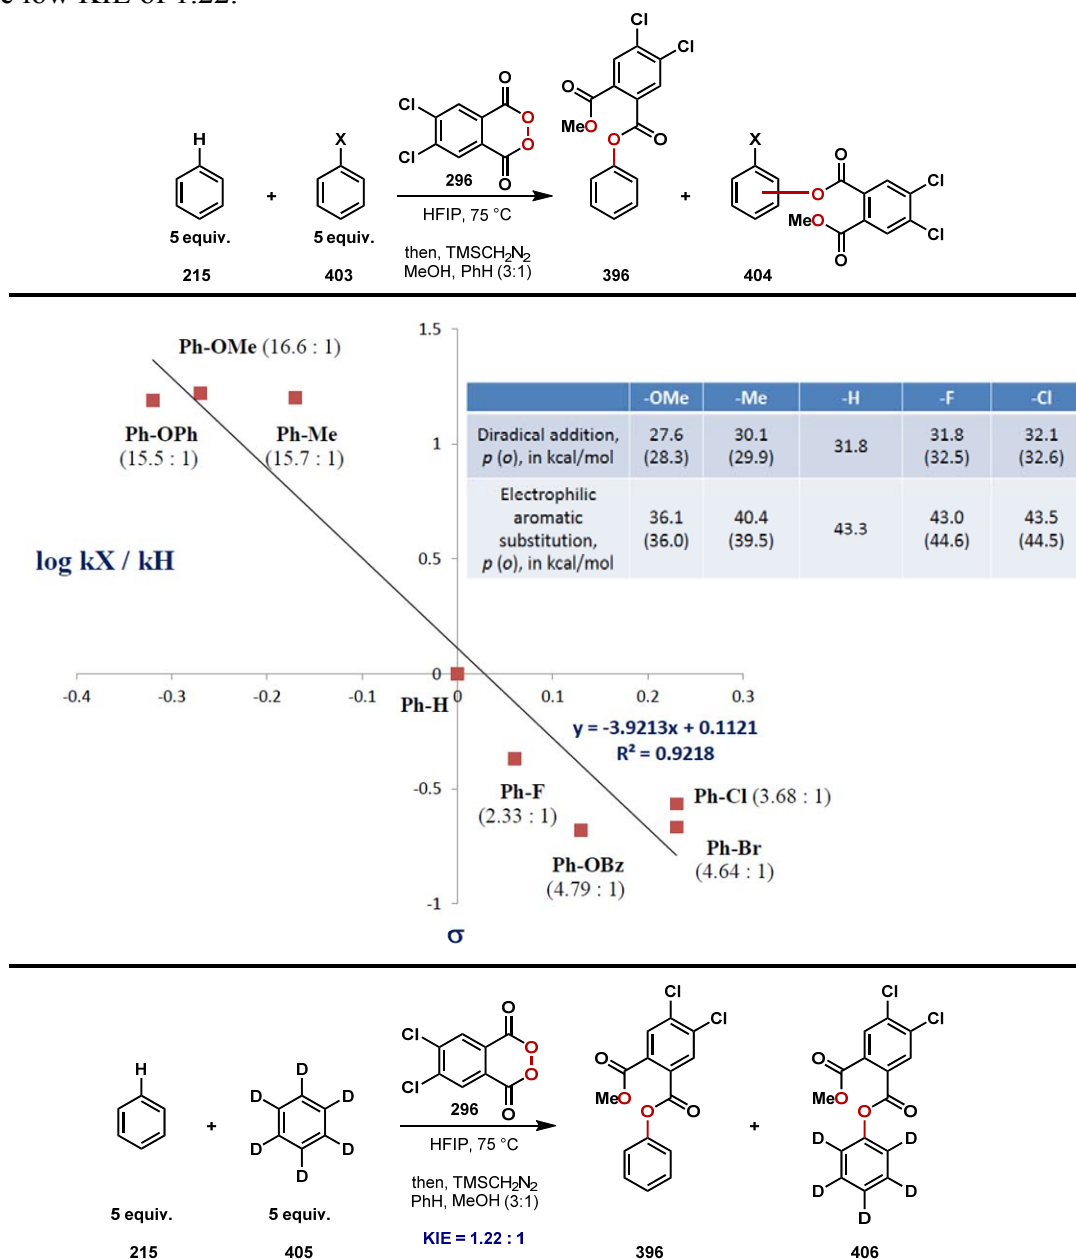 e low KIE of 1.22.
Cl
Cl
O
MeO
O
O
H
5 equiv.
215
+
X
5 equiv.
403
Cl
Cl
O
O
O
O
296
HFIP, 75 °C
then, TMSCH₂N₂
MeOH, PhH (3:1)
396
+
X
O
O
MeO
O
Cl
Cl
404
Ph-OMe (16.6 : 1)
Ph-OPh
(15.5 : 1)
Ph-Me
(15.7 : 1)
log kX / kH
1.5
1
0.5
0
-0.5
-1
-0.4 -0.3 -0.2 -0.1 0 0.1 0.2 0.3
-OMe -Me -H -F -Cl
Diradical addition, p (o), in kcal/mol 27.6 (28.3) 30.1 (29.9) 31.8 31.8 (32.5) 32.1 (32.6)
Electrophilic aromatic substitution, p (o), in kcal/mol 36.1 (36.0) 40.4 (39.5) 43.3 43.0 (44.6) 43.5 (44.5)
Ph-H
y = -3.9213x + 0.1121
R² = 0.9218
Ph-F
(2.33 : 1)
Ph-Cl (3.68 : 1)
Ph-OBz
(4.79 : 1)
Ph-Br
(4.64 : 1)
σ
H
5 equiv.
215
+
D
D
D
D
D
D
5 equiv.
405
Cl
Cl
O
O
O
O
296
HFIP, 75 °C
then, TMSCH₂N₂
PhH, MeOH (3:1)
KIE = 1.22 : 1
Cl
Cl
O
MeO
O
O
396
+
Cl
Cl
O
MeO
O
O
D
D
D
D
D
406